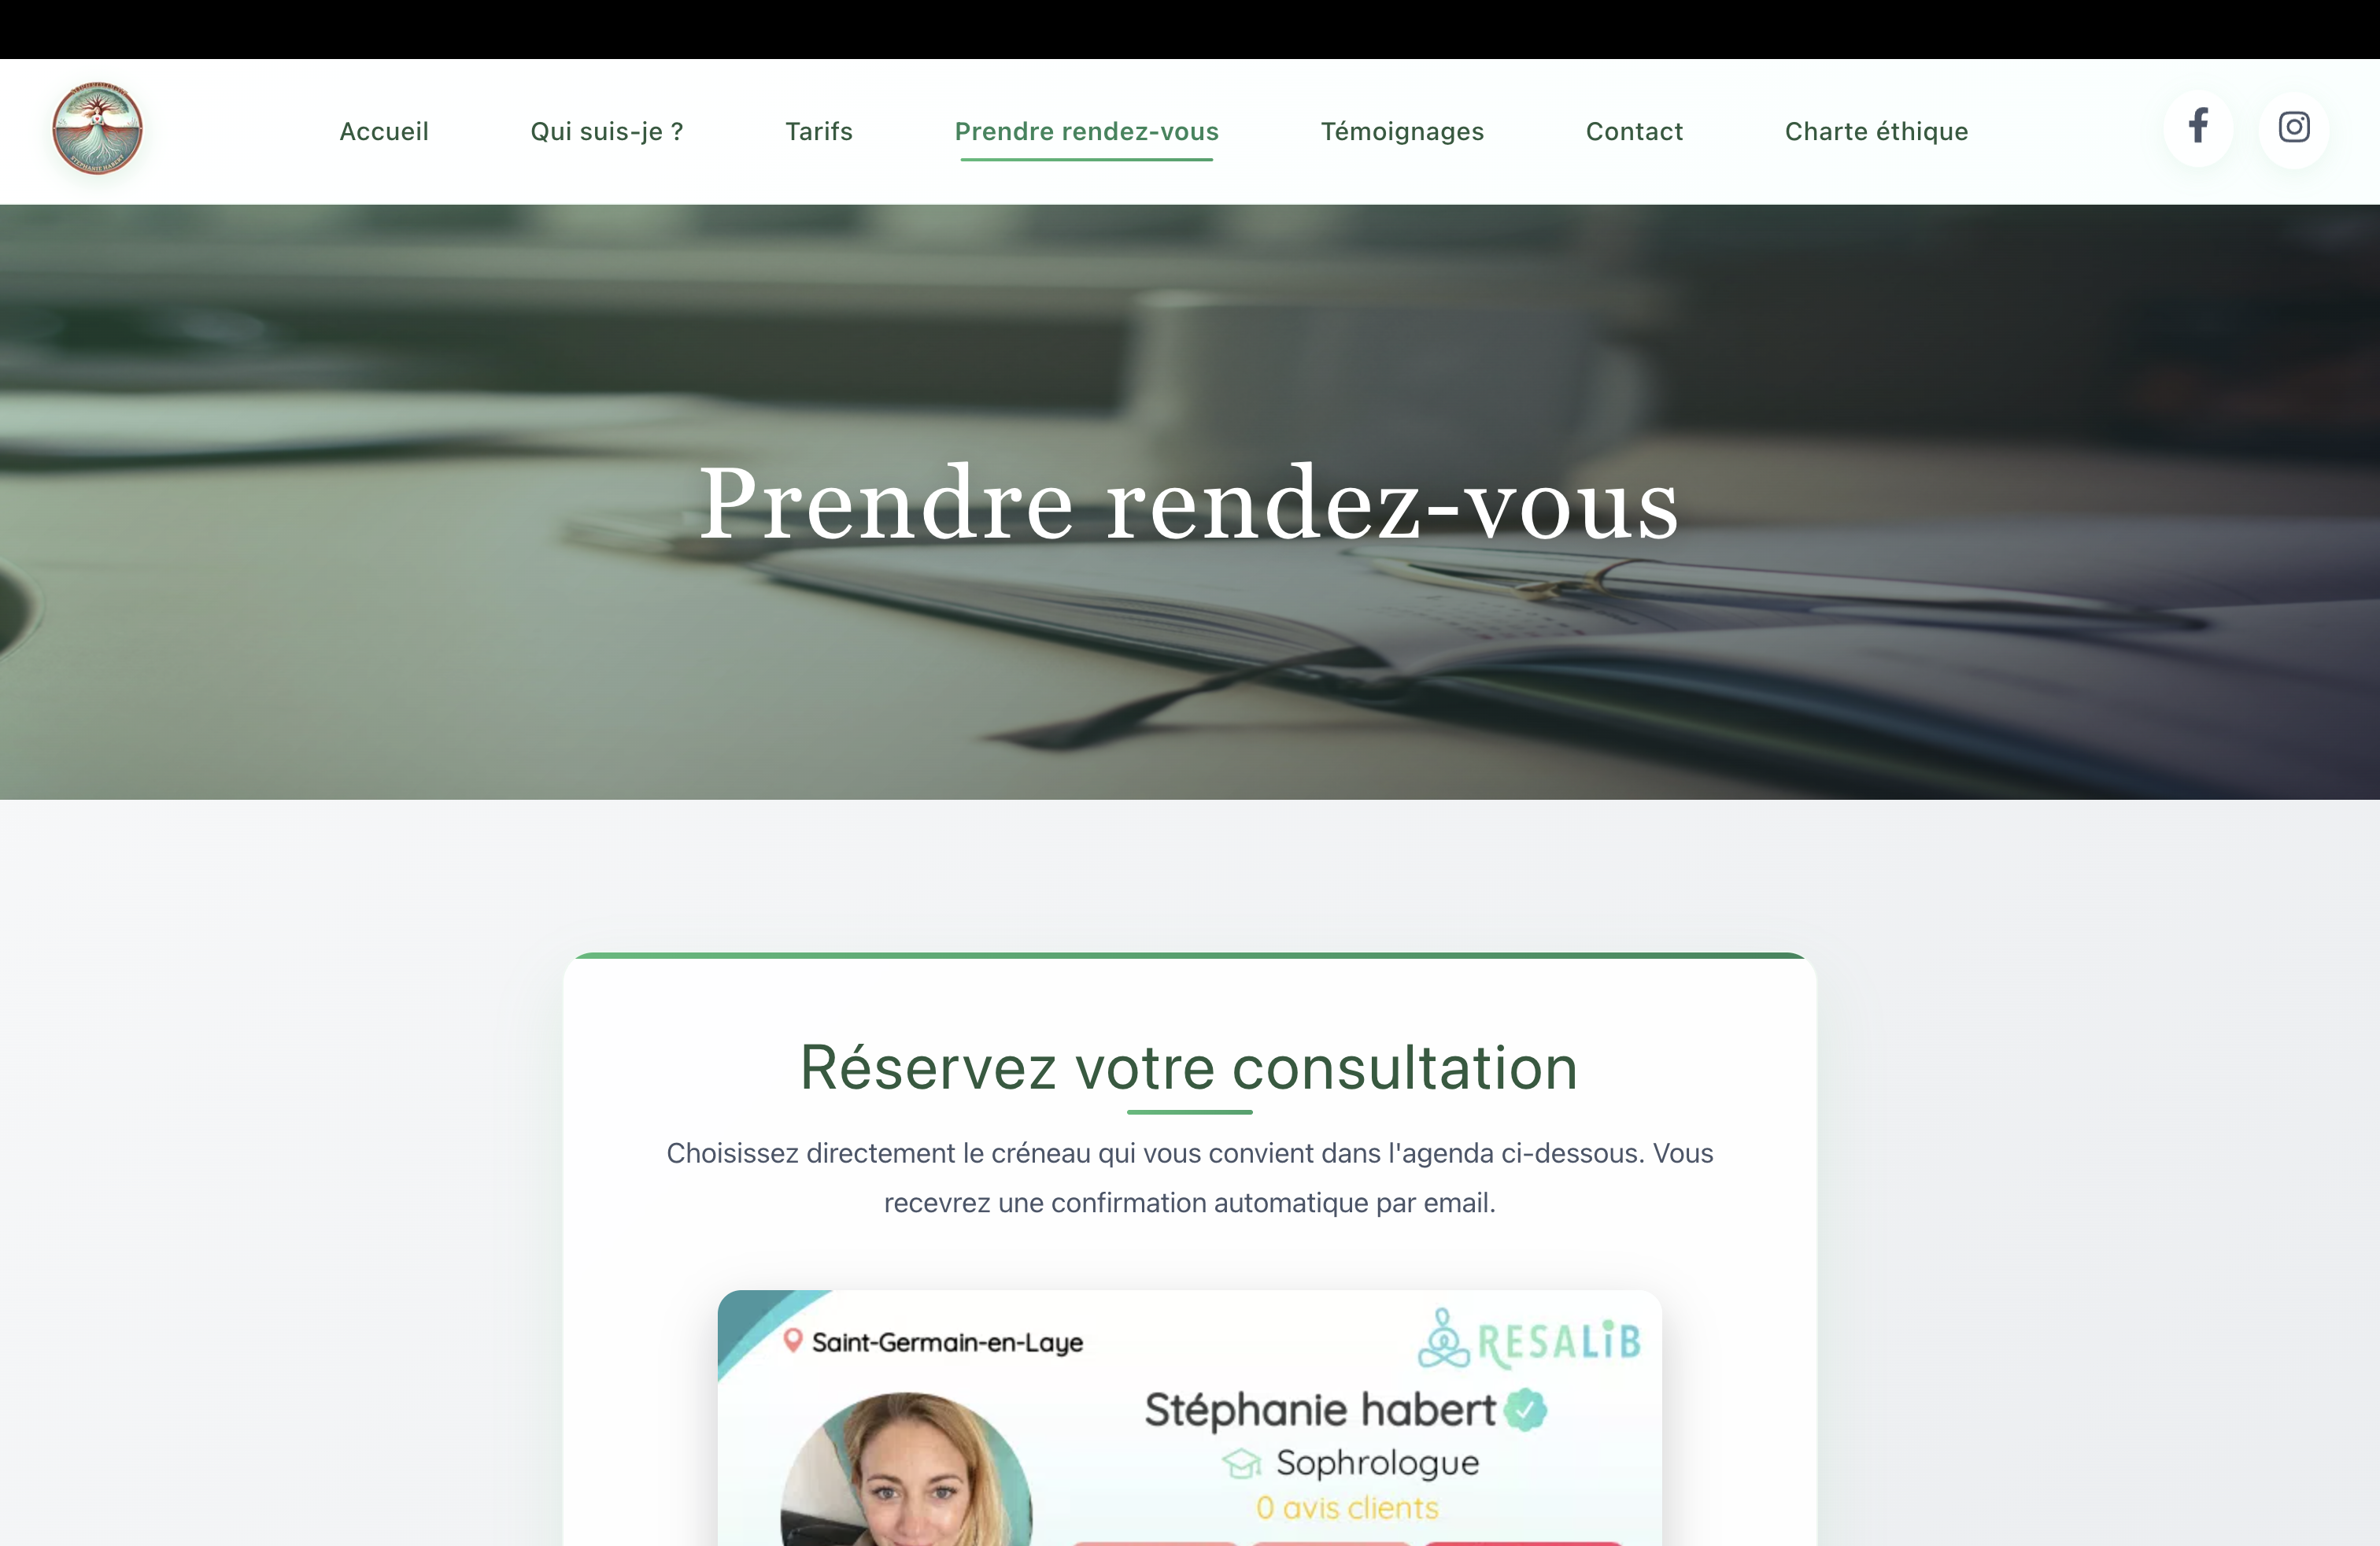 Accueil
Qui suis-je ?
Tarifs
Prendre rendez-vous
Témoignages
Contact
Charte éthique
Prendre rendez-vous
Réservez votre consultation
Choisissez directement le créneau qui vous convient dans l'agenda ci-dessous. Vous
recevrez une confirmation automatique par email.
Saint-Germain-en-Laye
RESALiB
Stéphanie habert
Sophrologue
0 avis clients